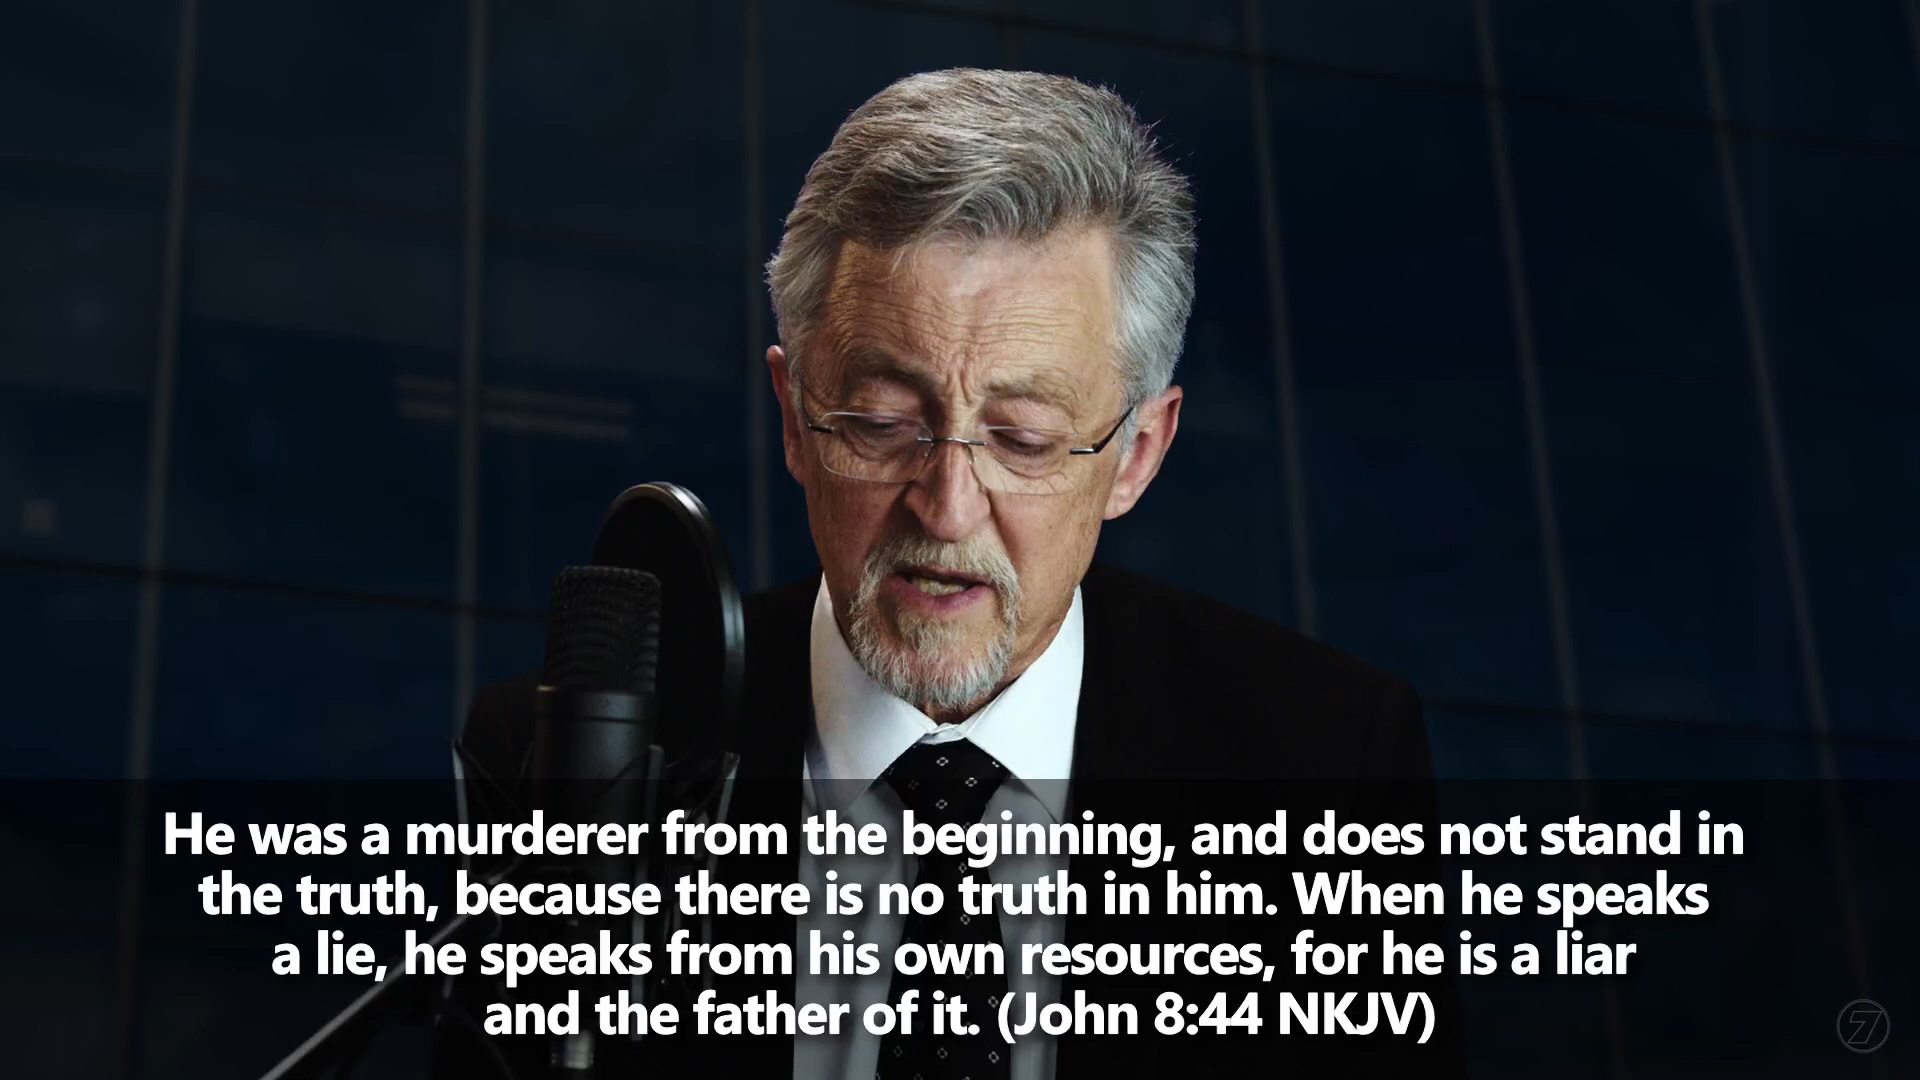 He was a murderer from the beginning, and does not stand in
the truth, because there is no truth in him. When he speaks
a lie, he speaks from his own resources, for he is a liar
and the father of it. (John 8:44 NKJV)
7